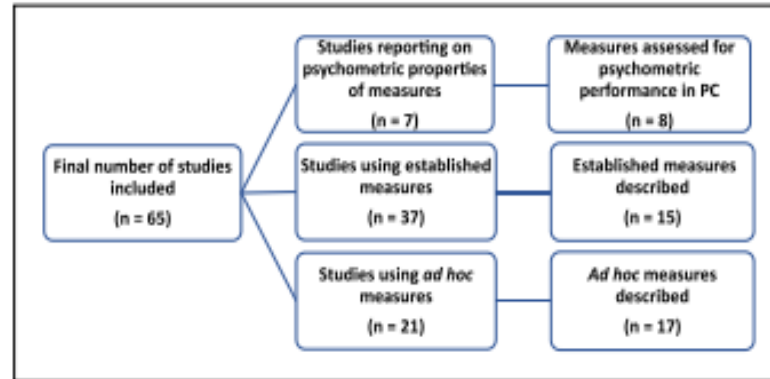 Final number of studies
included
(n = 65)
Studies reporting on
psychometric properties
of measures
(n = 7)
Measures assessed for
psychometric
performance in PC
(n = 8)
Studies using established
measures
(n = 37)
Established measures
described
(n = 15)
Studies using ad hoc
measures
(n = 21)
Ad hoc measures
described
(n = 17)